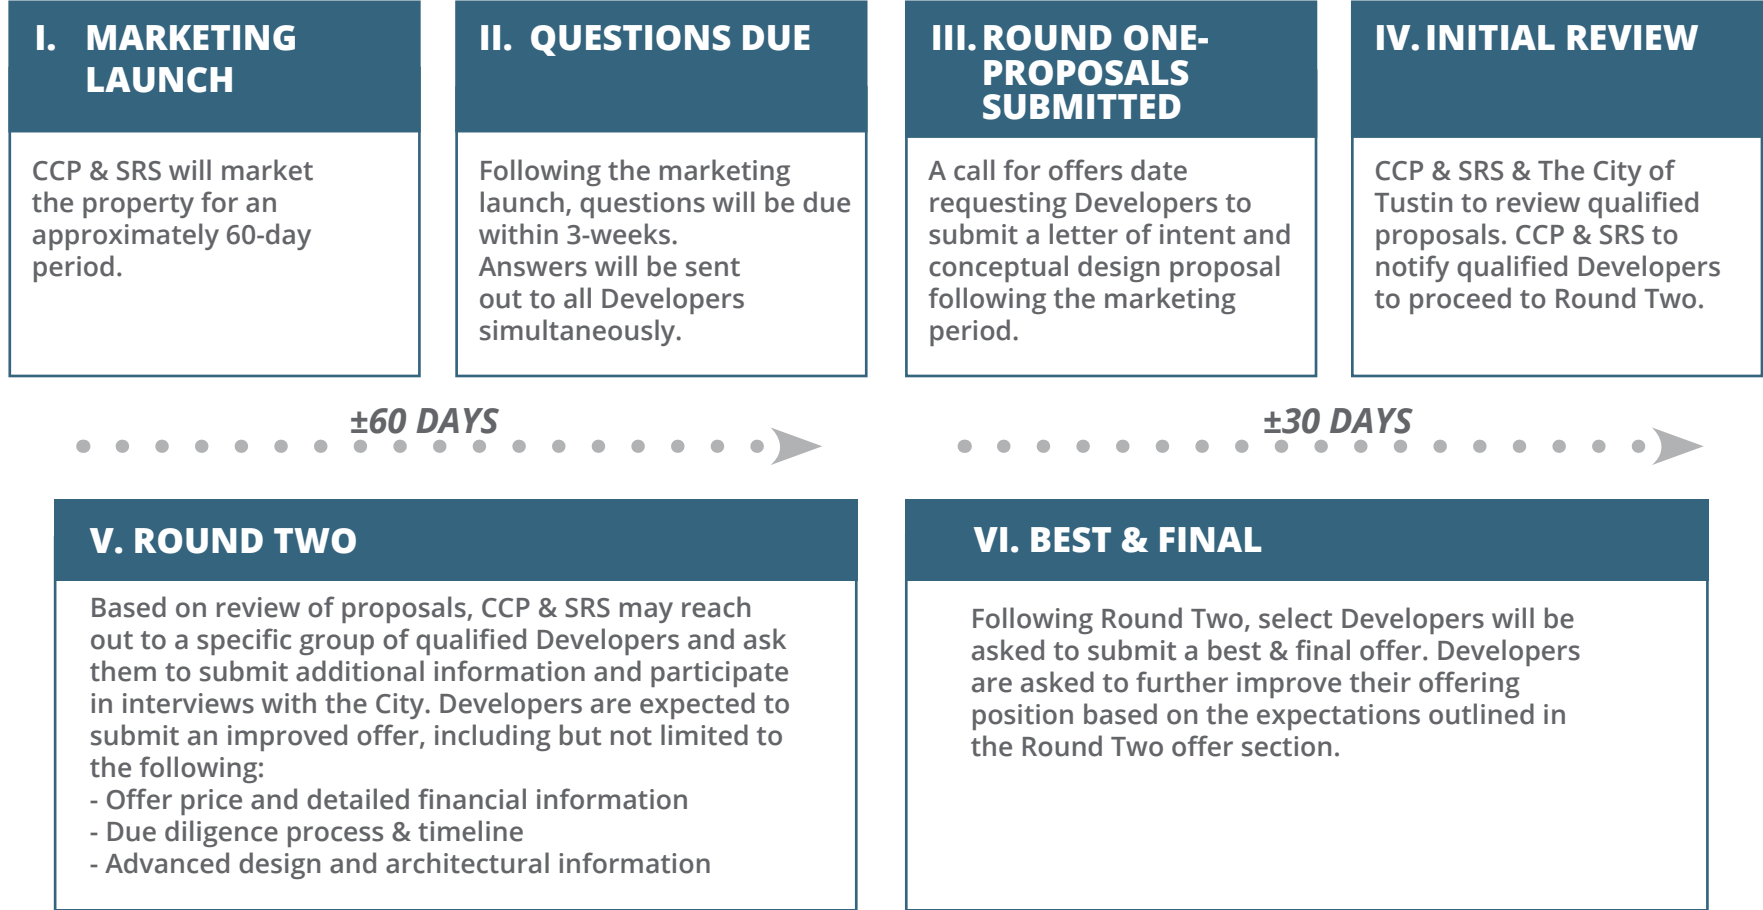 I. MARKETING
LAUNCH
CCP & SRS will market
the property for an
approximately 60-day
period.
II. QUESTIONS DUE
Following the marketing
launch, questions will be due
within 3-weeks.
Answers will be sent
out to all Developers
simultaneously.
III. ROUND ONE-
PROPOSALS
SUBMITTED
A call for offers date
requesting Developers to
submit a letter of intent and
conceptual design proposal
following the marketing
period.
IV. INITIAL REVIEW
CCP & SRS & The City of
Tustin to review qualified
proposals. CCP & SRS to
notify qualified Developers
to proceed to Round Two.
±60 DAYS
±30 DAYS
V. ROUND TWO
Based on review of proposals, CCP & SRS may reach
out to a specific group of qualified Developers and ask
them to submit additional information and participate
in interviews with the City. Developers are expected to
submit an improved offer, including but not limited to
the following:
- Offer price and detailed financial information
- Due diligence process & timeline
- Advanced design and architectural information
VI. BEST & FINAL
Following Round Two, select Developers will be
asked to submit a best & final offer. Developers
are asked to further improve their offering
position based on the expectations outlined in
the Round Two offer section.